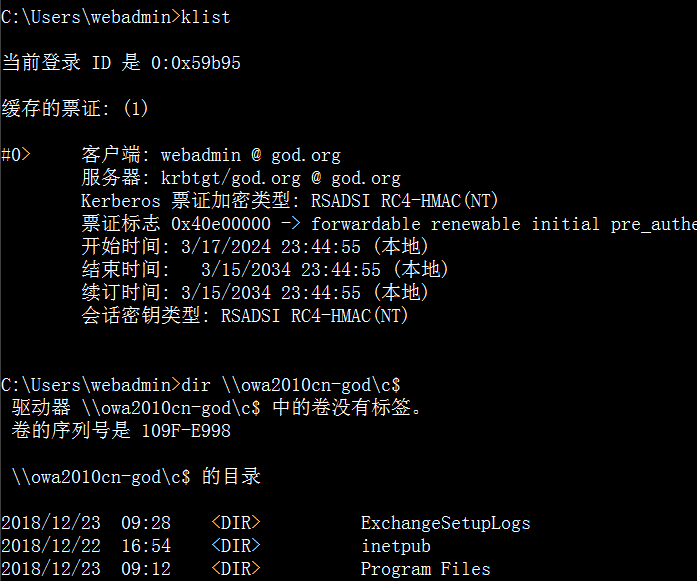 C:\Users\webadmin>klist
当前登录 ID 是 0:0x59b95
缓存的票证: (1)
#0> 客户端: webadmin @ god.org
服务器: krbtgt/god.org @ god.org
Kerberos 票证加密类型: RSADSI RC4-HMAC(NT)
票证标志 0x40e00000 -> forwardable renewable initial pre_authe
开始时间: 3/17/2024 23:44:55 (本地)
结束时间: 3/15/2034 23:44:55 (本地)
续订时间: 3/15/2034 23:44:55 (本地)
会话密钥类型: RSADSI RC4-HMAC(NT)
C:\Users\webadmin>dir \\owa2010cn-god\c$
驱动器 \\owa2010cn-god\c$ 中的卷没有标签。
卷的序列号是 109F-E998
\\owa2010cn-god\c$ 的目录
2018/12/23 09:28 <DIR> ExchangeSetupLogs
2018/12/22 16:54 <DIR> inetpub
2018/12/23 09:12 <DIR> Program Files